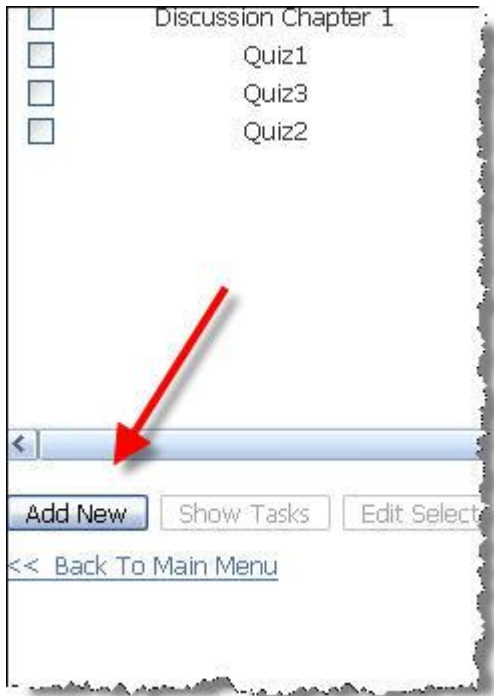 Discussion Chapter 1
Quiz1
Quiz3
Quiz2
Add New Show Tasks Edit Select
<< Back To Main Menu